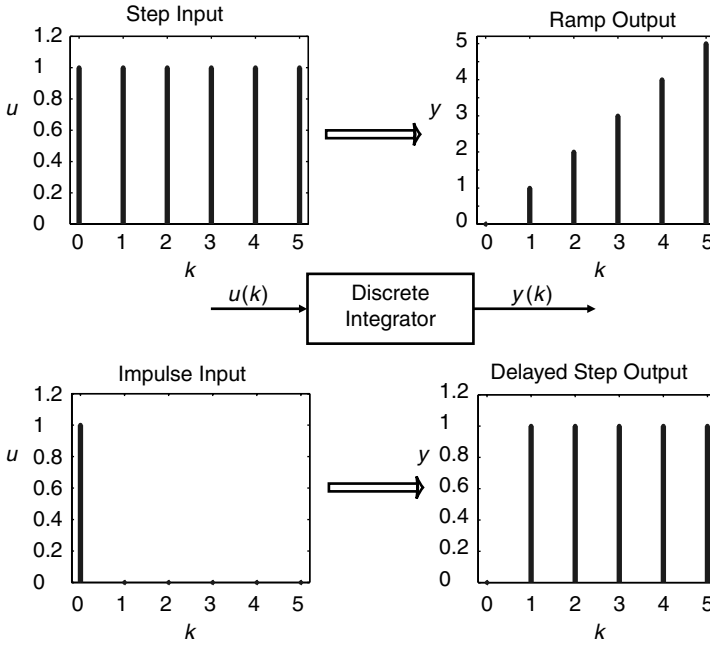 Step Input
1.2
1
0.8
u
0.6
0.4
0.2
0
0 1 2 3 4 5
k
Ramp Output
5
4
y
3
2
1
0
0 1 2 3 4 5
k
u(k)
Discrete
Integrator
y(k)
Impulse Input
1.2
1
u
0.8
0.6
0.4
0.2
0
0 1 2 3 4 5
k
Delayed Step Output
1.2
1
y
0.8
0.6
0.4
0.2
0
0 1 2 3 4 5
k